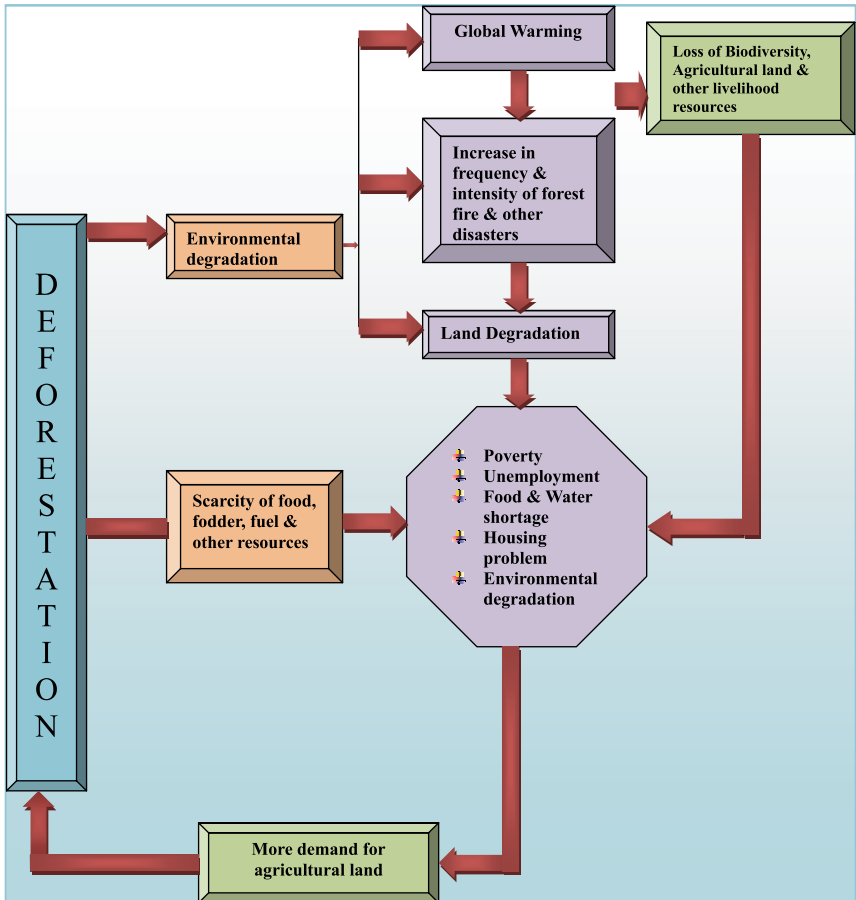 Global Warming
Loss of Biodiversity,
Agricultural land &
other livelihood
resources
Increase in
frequency &
intensity of forest
fire & other
disasters
Environmental
degradation
DEFORESTATION
Land Degradation
Poverty
Unemployment
Food & Water
shortage
Housing
problem
Environmental
degradation
Scarcity of food,
fodder, fuel &
other resources
More demand for
agricultural land